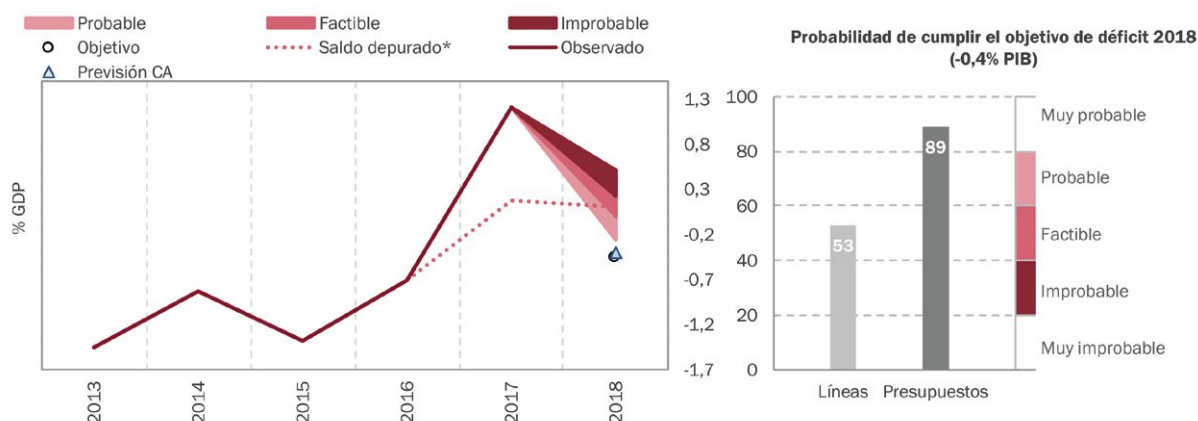 Probable Factible Improbable
Objetivo Saldo depurado* Observado
Previsión CA
% GDP
1,3
0,8
0,3
-0,2
-0,7
-1,2
-1,7
2013 2014 2015 2016 2017 2018
Probabilidad de cumplir el objetivo de déficit 2018
(-0,4% PIB)
100
80
60
40
20
0
53
89
Líneas Presupuestos
Muy probable
Probable
Factible
Improbable
Muy improbable